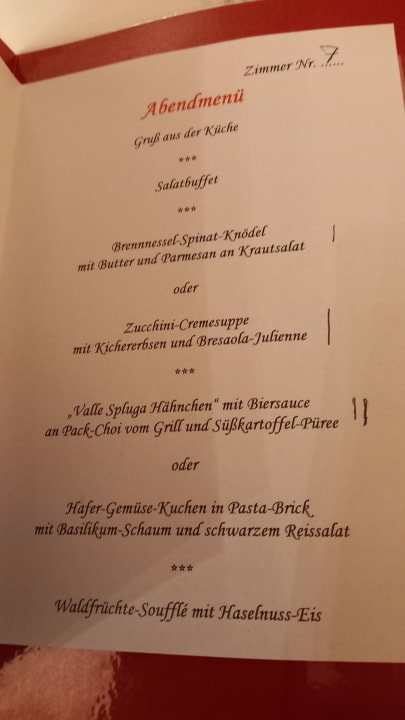 Zimmer Nr. ..7....
Abendmenü
Gruß aus der Küche
***
Salatbuffet
***
Brennnessel-Spinat-Knödel |
mit Butter und Parmesan an Krautsalat
oder
Zucchini-Cremesuppe |
mit Kichererbsen und Bresaola-Julienne
***
„Valle Spluga Hähnchen“ mit Biersauce ||
an Pack-Choi vom Grill und Süßkartoffel-Püree
oder
Hafer-Gemüse-Kuchen in Pasta-Brick
mit Basilikum-Schaum und schwarzem Reissalat
***
Waldfrüchte-Soufflé mit Haselnuss-Eis